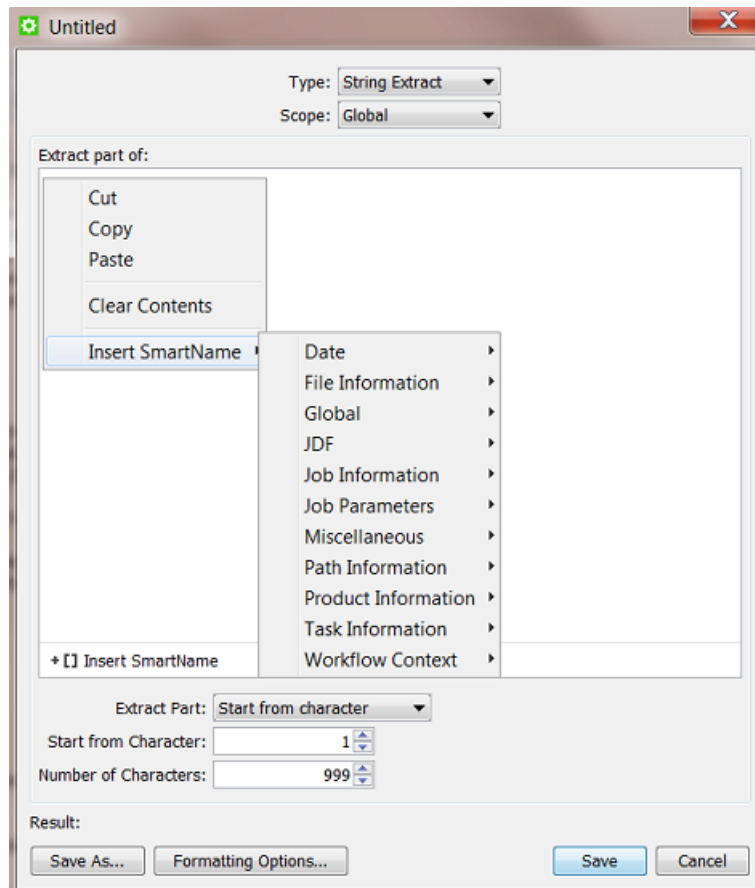 Untitled
Type: String Extract
Scope: Global
Extract part of:
Cut
Copy
Paste
Clear Contents
Insert SmartName
Date
File Information
Global
JDF
Job Information
Job Parameters
Miscellaneous
Path Information
Product Information
Task Information
Workflow Context
+[] Insert SmartName
Extract Part: Start from character
Start from Character: 1
Number of Characters: 999
Result:
Save As... Formatting Options... Save Cancel